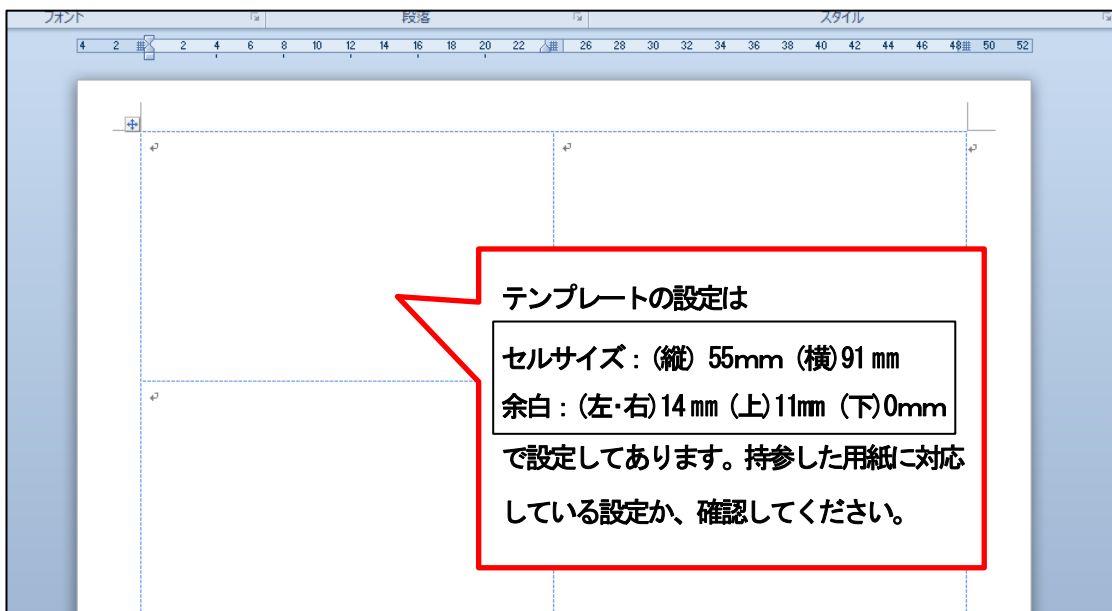 フォント 段落 スタイル
4 2 2 4 6 8 10 12 14 16 18 20 22 26 28 30 32 34 36 38 40 42 44 46 48 50 52
テンプレートの設定は
セルサイズ：(縦) 55mm (横)91mm
余白：(左・右)14mm (上)11mm (下)0mm
で設定してあります。持参した用紙に対応
している設定か、確認してください。